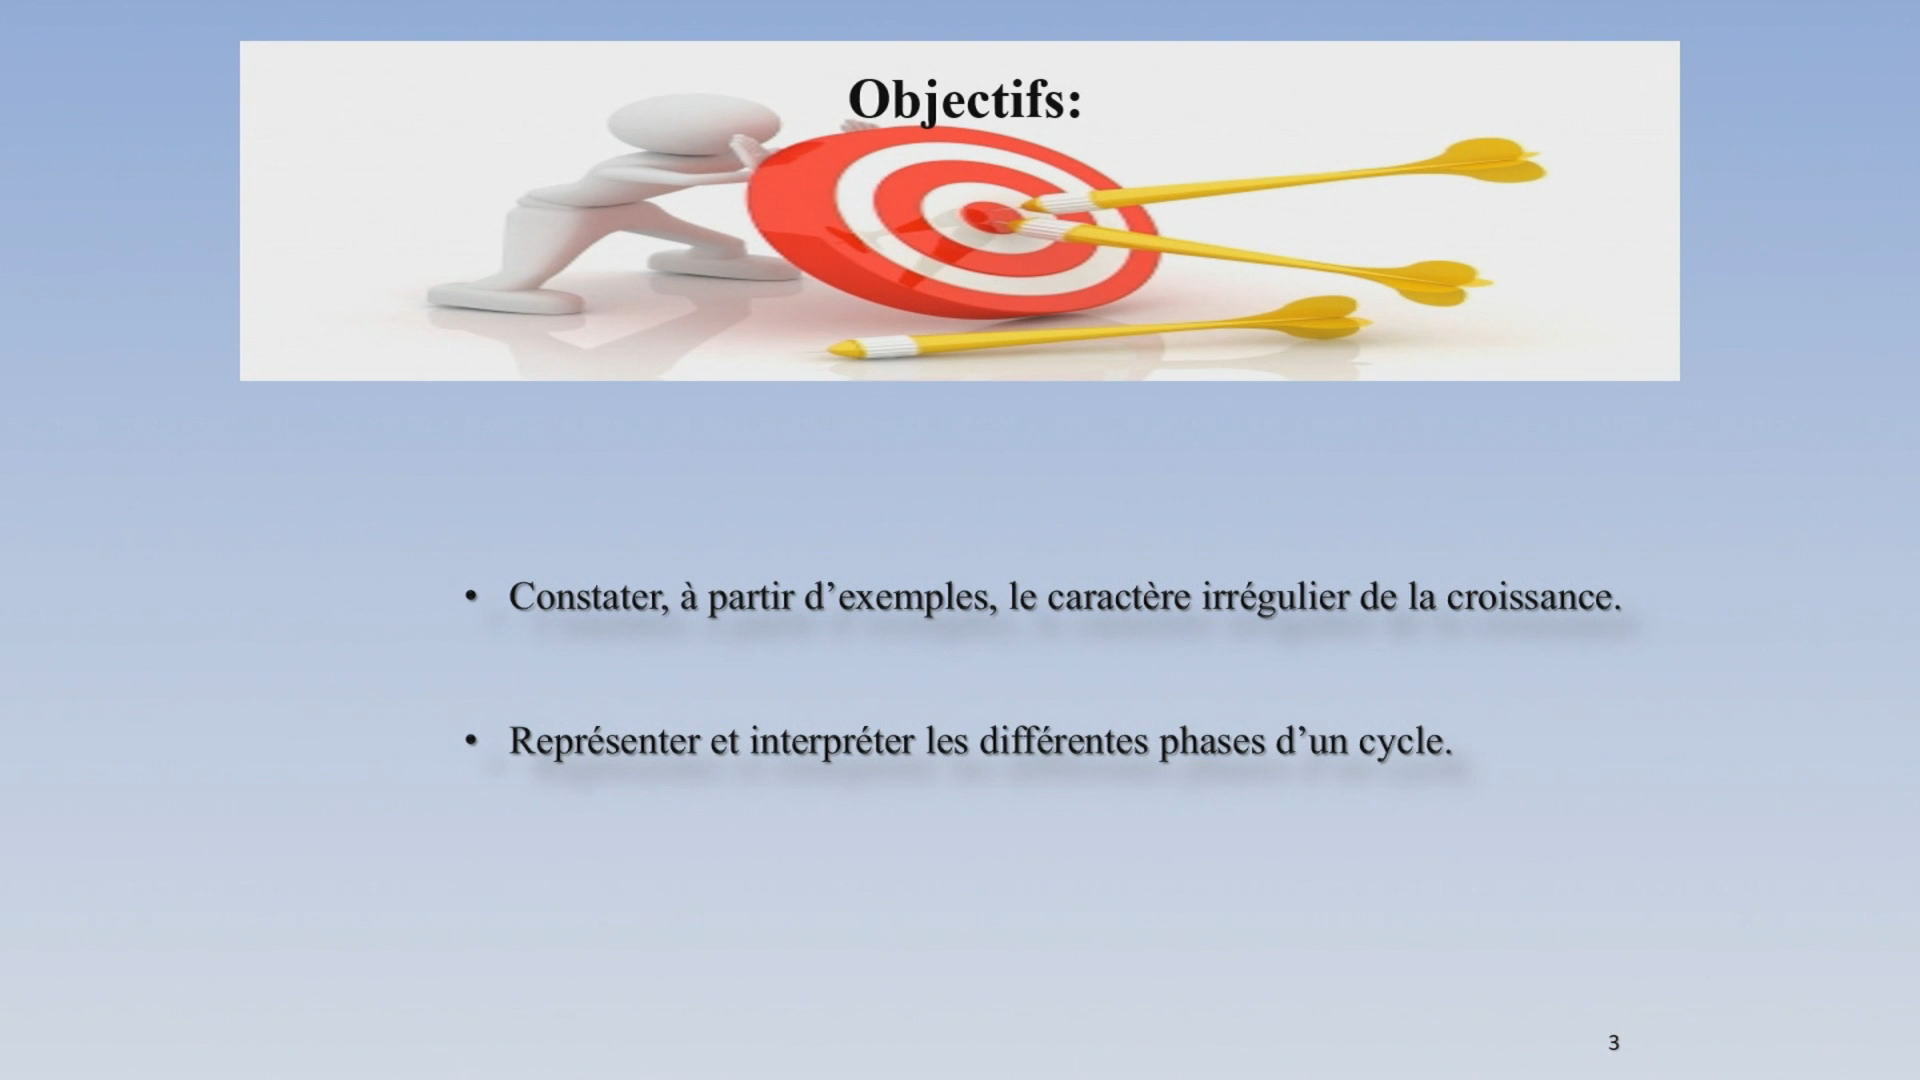 Objectifs:
• Constater, à partir d’exemples, le caractère irrégulier de la croissance.
• Représenter et interpréter les différentes phases d’un cycle.
3